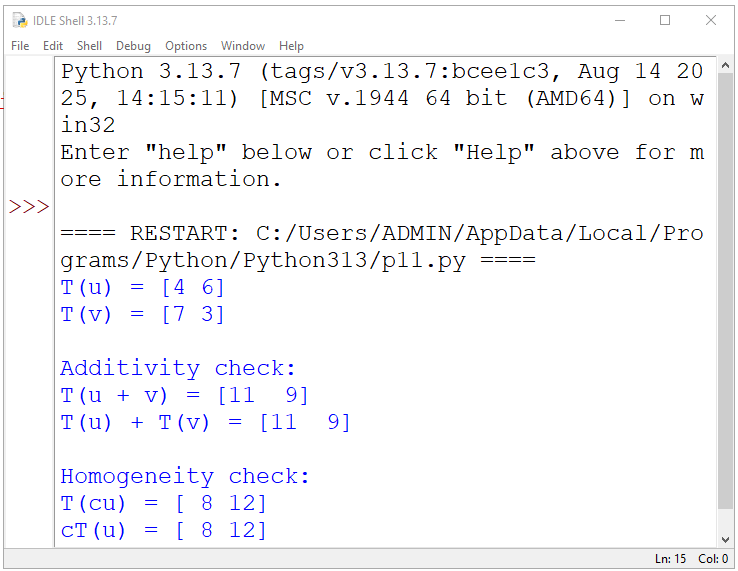 IDLE Shell 3.13.7
File Edit Shell Debug Options Window Help
Python 3.13.7 (tags/v3.13.7:bcee1c3, Aug 14 20
25, 14:15:11) [MSC v.1944 64 bit (AMD64)] on w
in32
Enter "help" below or click "Help" above for m
ore information.
>>>
==== RESTART: C:/Users/ADMIN/AppData/Local/Pro
grams/Python/Python313/p11.py ====
T(u) = [4 6]
T(v) = [7 3]
Additivity check:
T(u + v) = [11  9]
T(u) + T(v) = [11  9]
Homogeneity check:
T(cu) = [ 8 12]
cT(u) = [ 8 12]
Ln: 15 Col: 0